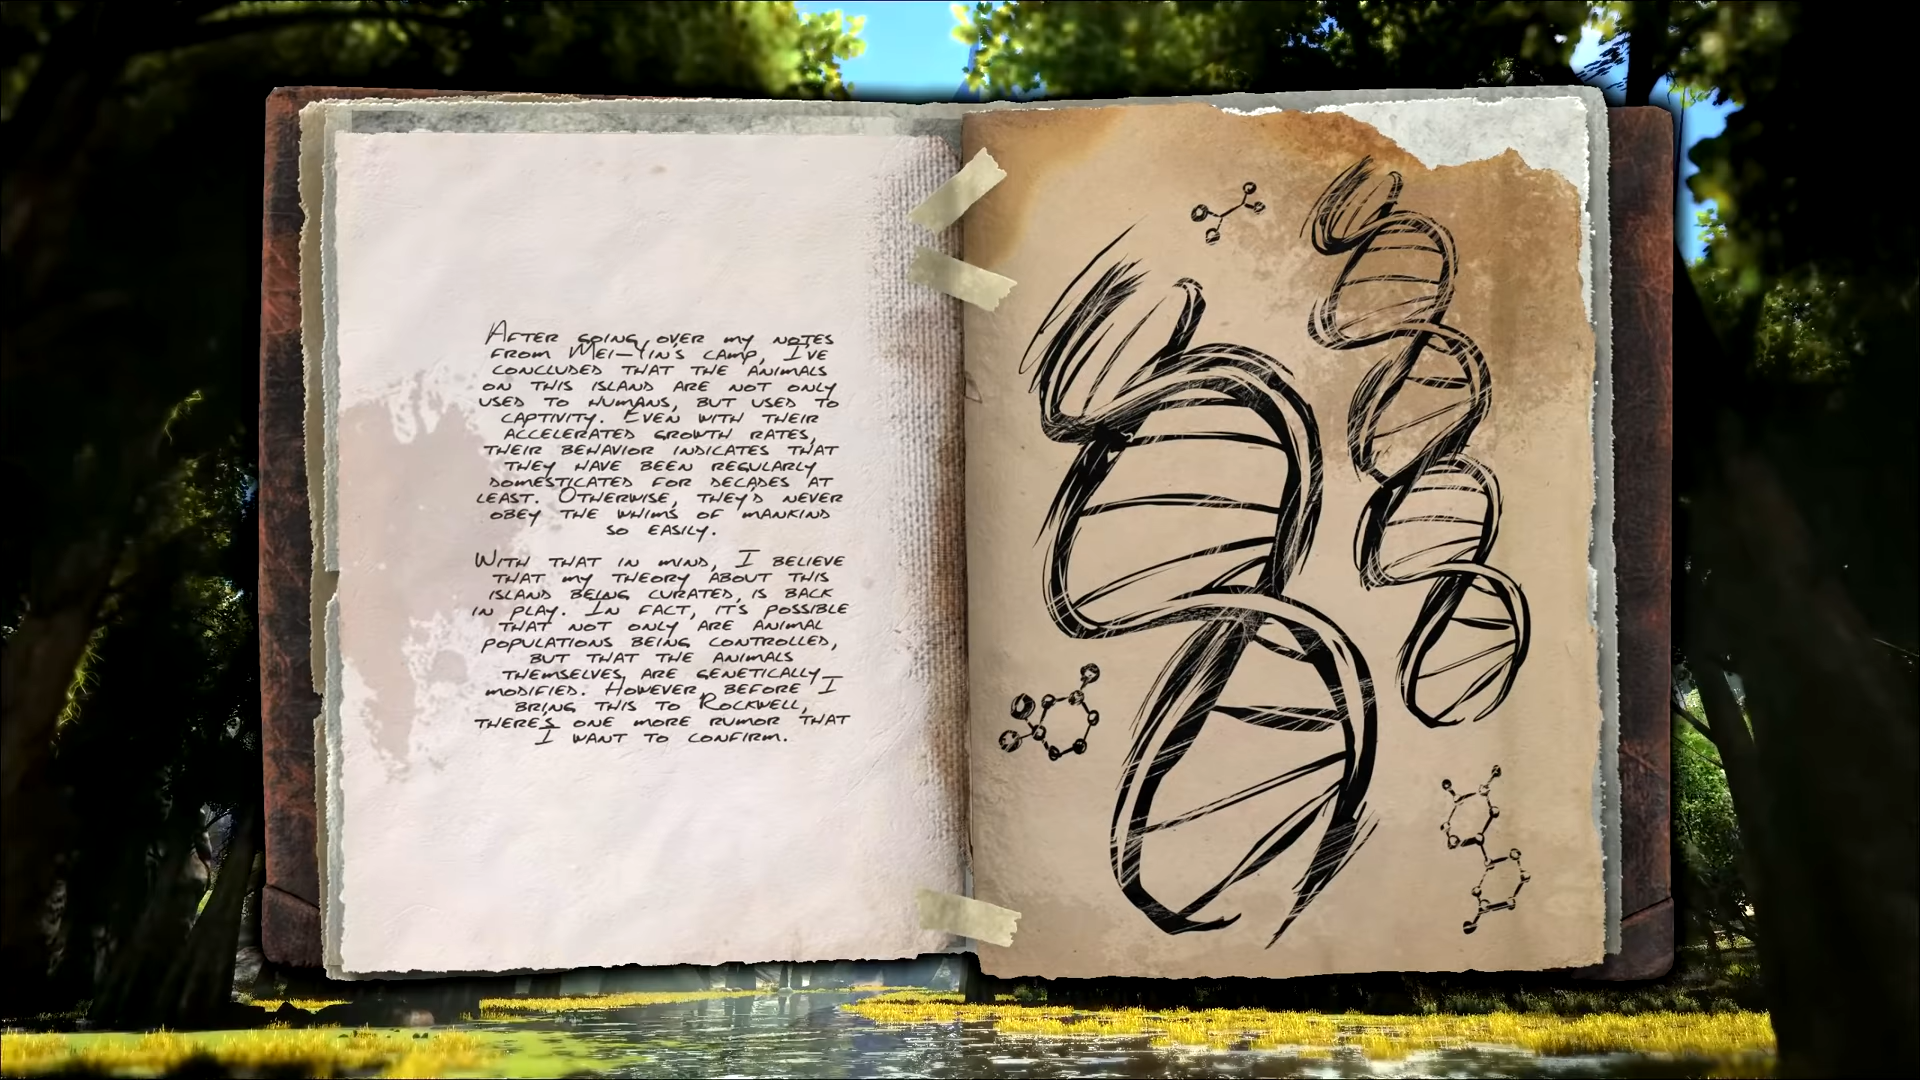 After going over my notes
from Mei-Yin's camp, I've
concluded that the animals
on this island are not only
used to humans, but used to
captivity. Even with their
accelerated growth rates,
their behavior indicates that
they have been regularly
domesticated for decades at
least. Otherwise, they'd never
obey the whims of mankind
so easily.
With that in mind, I believe
that my theory about this
island being curated, is back
in play. In fact, it's possible
that not only are animal
populations being controlled,
but that the animals
themselves are genetically
modified. However, before I
bring this to Rockwell,
there's one more rumor that
I want to confirm.